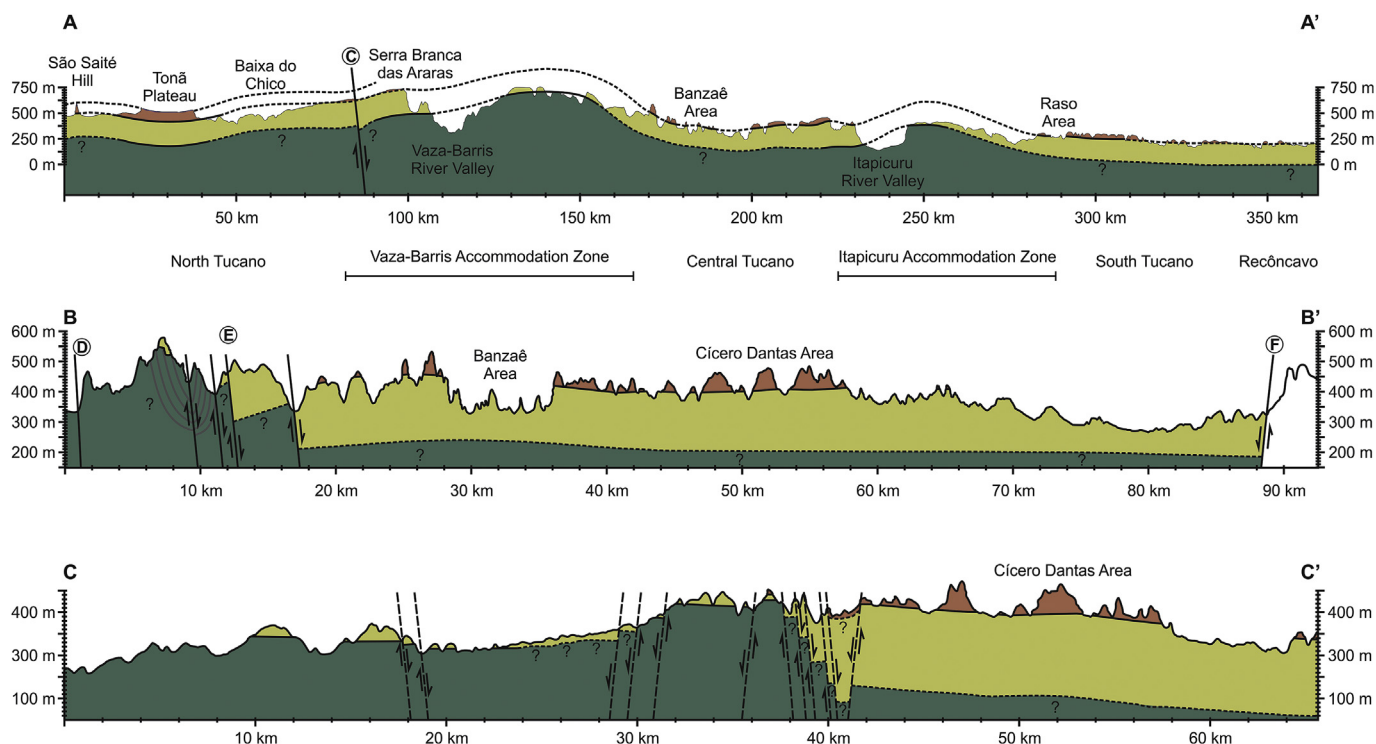 A A’
São Saité
Hill
Tonã
Plateau
Baixa do
Chico
C
Serra Branca
das Araras
Banzaê
Area
Raso
Area
750 m 750 m
500 m 500 m
250 m 250 m
0 m 0 m
? ? ? ? ? ?
Vaza-Barris
River Valley
Itapicuru
River Valley
50 km 100 km 150 km 200 km 250 km 300 km 350 km
North Tucano Vaza-Barris Accommodation Zone Central Tucano Itapicuru Accommodation Zone South Tucano Recôncavo
B B’
D E F
Banzaê
Area
Cícero Dantas Area
600 m 600 m
500 m 500 m
400 m 400 m
300 m 300 m
200 m 200 m
? ? ? ? ? ?
10 km 20 km 30 km 40 km 50 km 60 km 70 km 80 km 90 km
C C’
Cícero Dantas Area
400 m 400 m
300 m 300 m
100 m 100 m
? ? ? ? ? ? ? ? ? ? ?
10 km 20 km 30 km 40 km 50 km 60 km